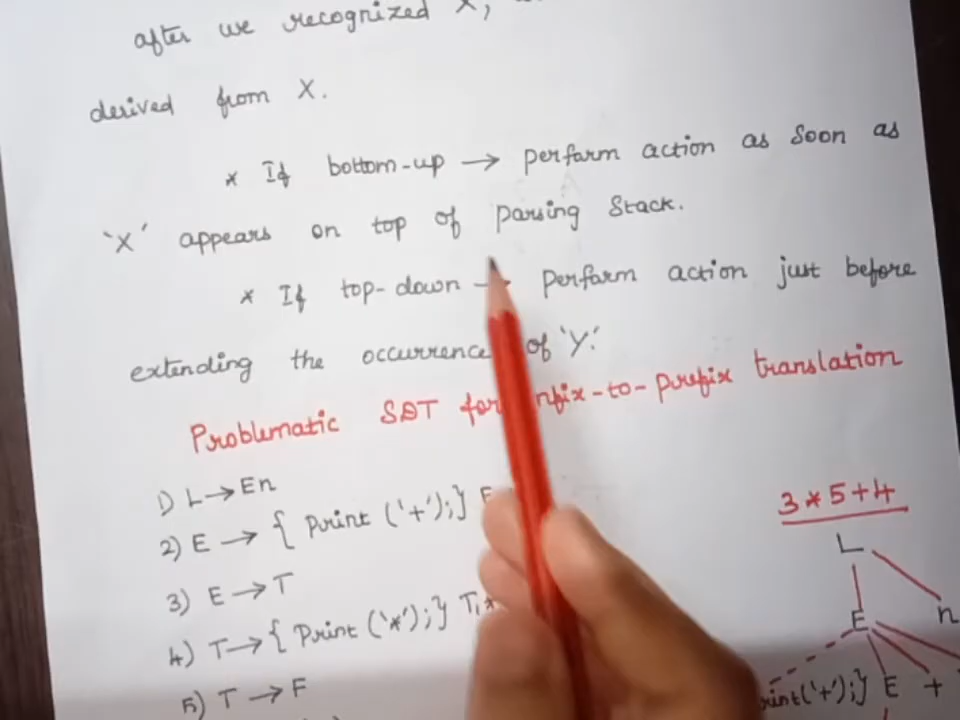 after we recognized X,
derived from X.
* If bottom-up → perform action as soon as
'X' appears on top of parsing stack.
* If top-down → perform action just before
extending the occurrence of 'Y'.
Problematic SDT for infix-to-prefix translation
1) L → En
2) E → { Print ('+');}
3) E → T
4) T → { Print ('*');} T1 *
5) T → F
3 * 5 + 4
L
E n
print('+');} E +